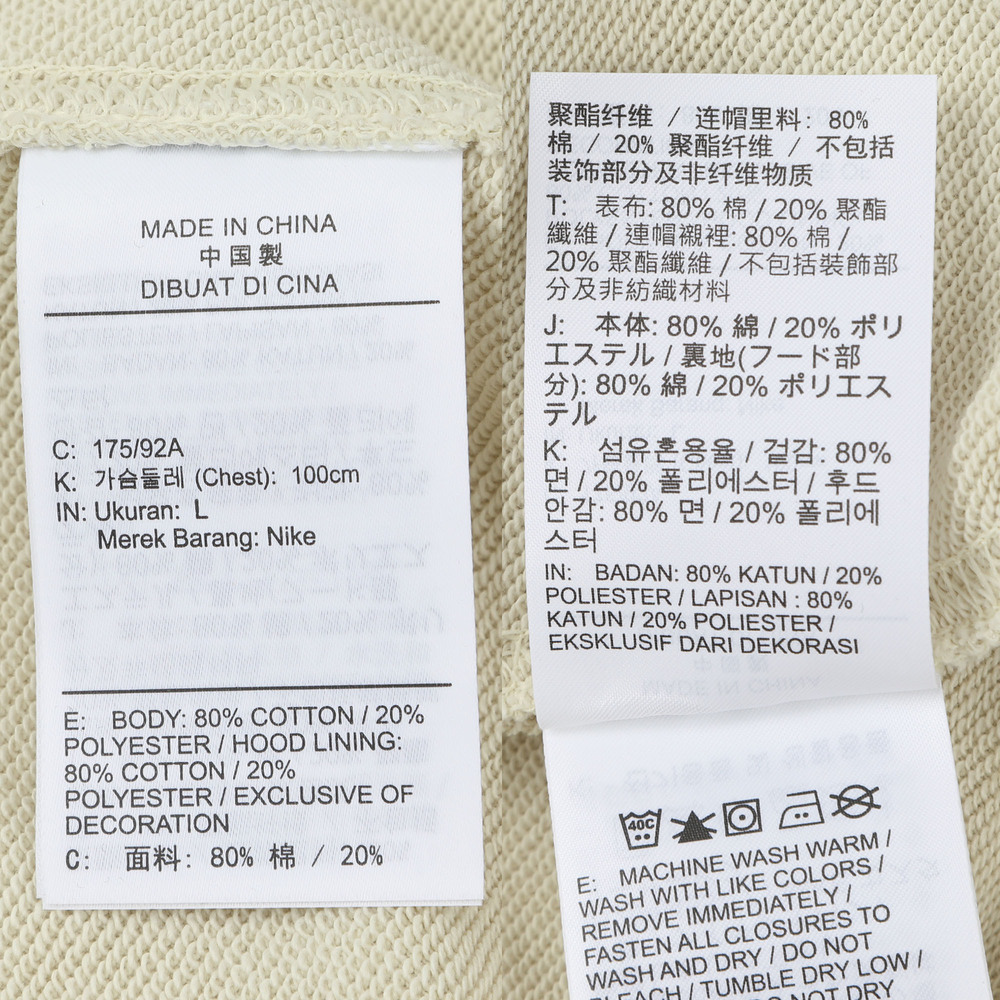 MADE IN CHINA
中国製
DIBUAT DI CINA
C: 175/92A
K: 가슴둘레 (Chest): 100cm
IN: Ukuran: L
Merek Barang: Nike
E: BODY: 80% COTTON / 20%
POLYESTER / HOOD LINING:
80% COTTON / 20%
POLYESTER / EXCLUSIVE OF
DECORATION
C: 面料: 80% 棉 / 20%
聚酯纤维 / 连帽里料: 80%
棉 / 20% 聚酯纤维 / 不包括
装饰部分及非纤维物质
T: 表布: 80% 棉 / 20% 聚酯
纖維 / 連帽襯裡: 80% 棉 /
20% 聚酯纖維 / 不包括裝飾部
分及非紡織材料
J: 本体: 80% 綿 / 20% ポリ
エステル / 裏地(フード部
分): 80% 綿 / 20% ポリエス
テル
K: 섬유혼용율 / 겉감: 80%
면 / 20% 폴리에스터 / 후드
안감: 80% 면 / 20% 폴리에
스터
IN: BADAN: 80% KATUN / 20%
POLIESTER / LAPISAN : 80%
KATUN / 20% POLIESTER /
EKSKLUSIF DARI DEKORASI
40C
E: MACHINE WASH WARM /
WASH WITH LIKE COLORS /
REMOVE IMMEDIATELY /
FASTEN ALL CLOSURES TO
WASH AND DRY / DO NOT
BLEACH / TUMBLE DRY LOW /
DO NOT DRY